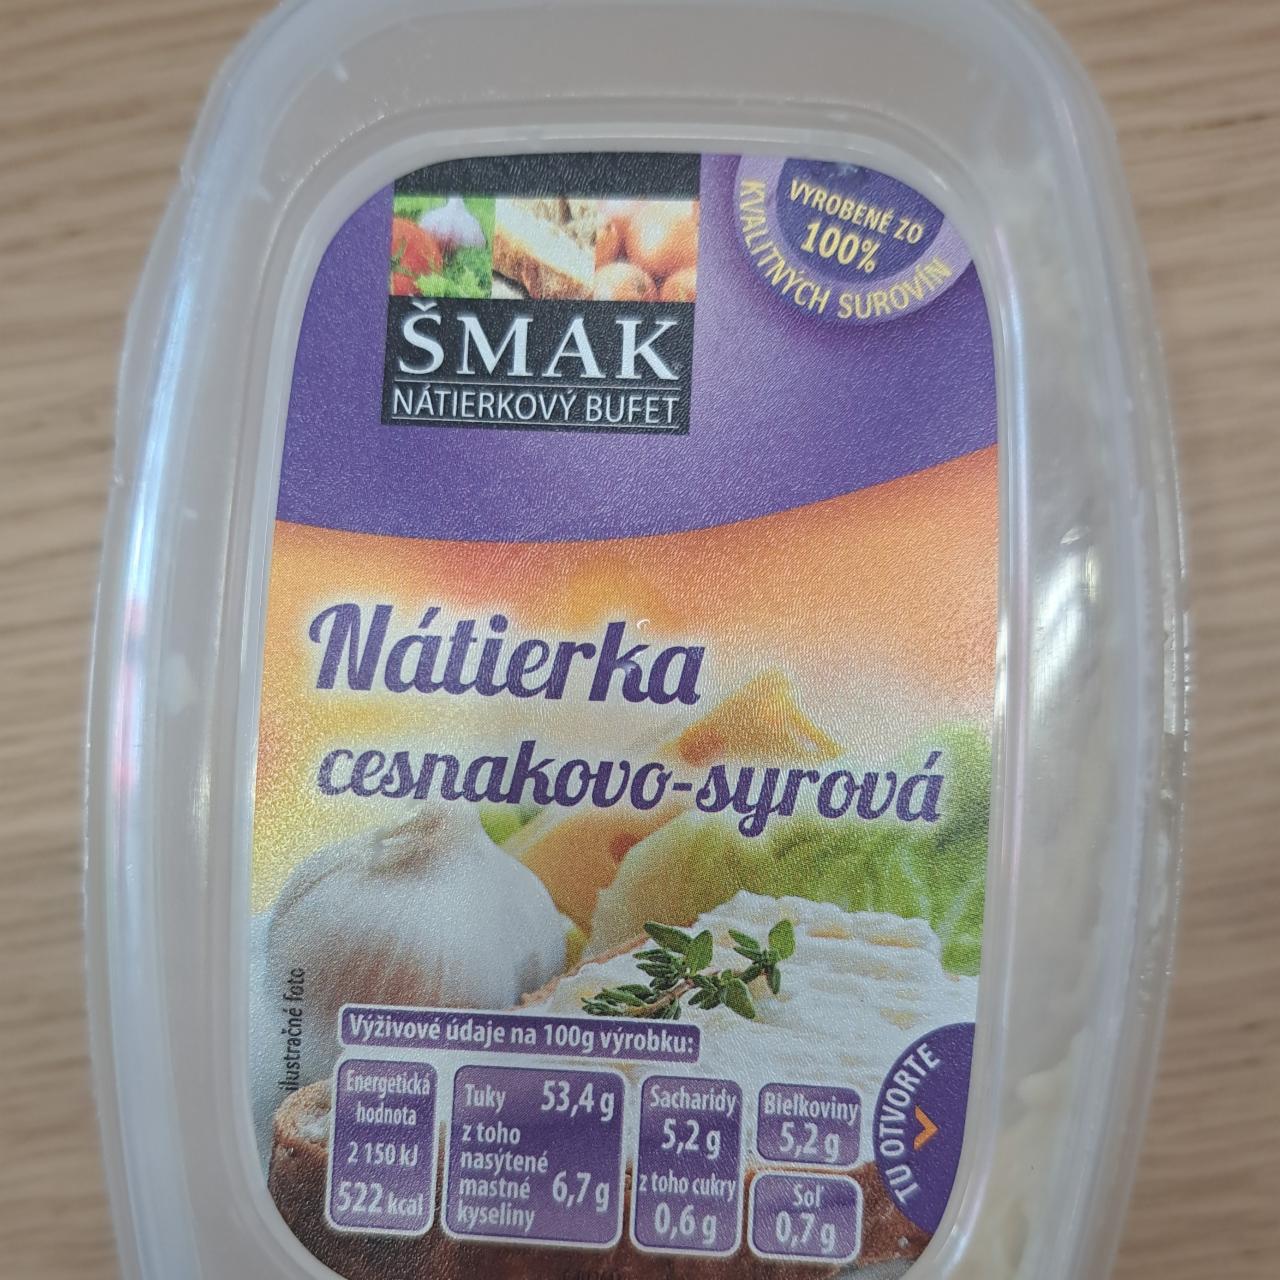 VYROBENÉ ZO
100%
KVALITNÝCH SUROVÍN
ŠMAK
NÁTIERKOVÝ BUFET
Nátierka
cesnakovo-syrová
ilustračné foto
Výživové údaje na 100g výrobku:
Energetická
hodnota
2 150 kJ
522 kcal
Tuky 53,4 g
z toho
nasýtené
mastné 6,7 g
kyseliny
Sacharidy
5,2 g
z toho cukry
0,6 g
Bielkoviny
5,2 g
Soľ
0,7 g
TU OTVORTE